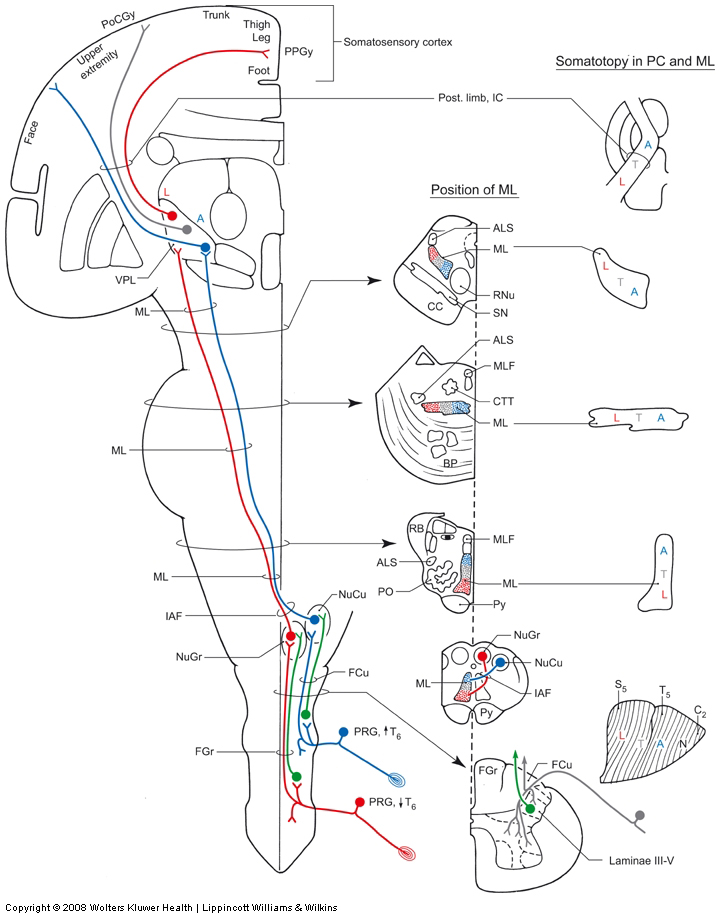 PoCGy
Trunk
Thigh
Leg
PPGy
Foot
Somatosensory cortex
Upper
extremity
Face
Somatotopy in PC and ML
Post. limb, IC
A
T
L
L
A
VPL
Position of ML
ALS
ML
RNu
SN
CC
L
T
A
ML
ALS
MLF
CTT
ML
BP
L T A
ML
RB
MLF
ALS
ML
PO
Py
A
T
L
ML
IAF
NuCu
NuGr
NuGr
NuCu
ML
IAF
Py
FCu
S5
T5
C2
L T A N
PRG, ↑T6
FGr
FGr
FCu
PRG, ↓T6
Laminae III-V
Copyright © 2008 Wolters Kluwer Health | Lippincott Williams & Wilkins